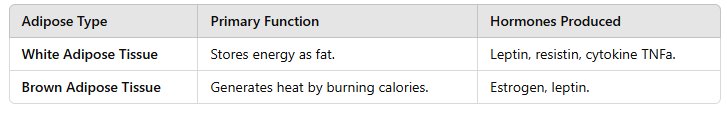 Adipose Type Primary Function Hormones Produced
White Adipose Tissue Stores energy as fat. Leptin, resistin, cytokine TNFa.
Brown Adipose Tissue Generates heat by burning calories. Estrogen, leptin.